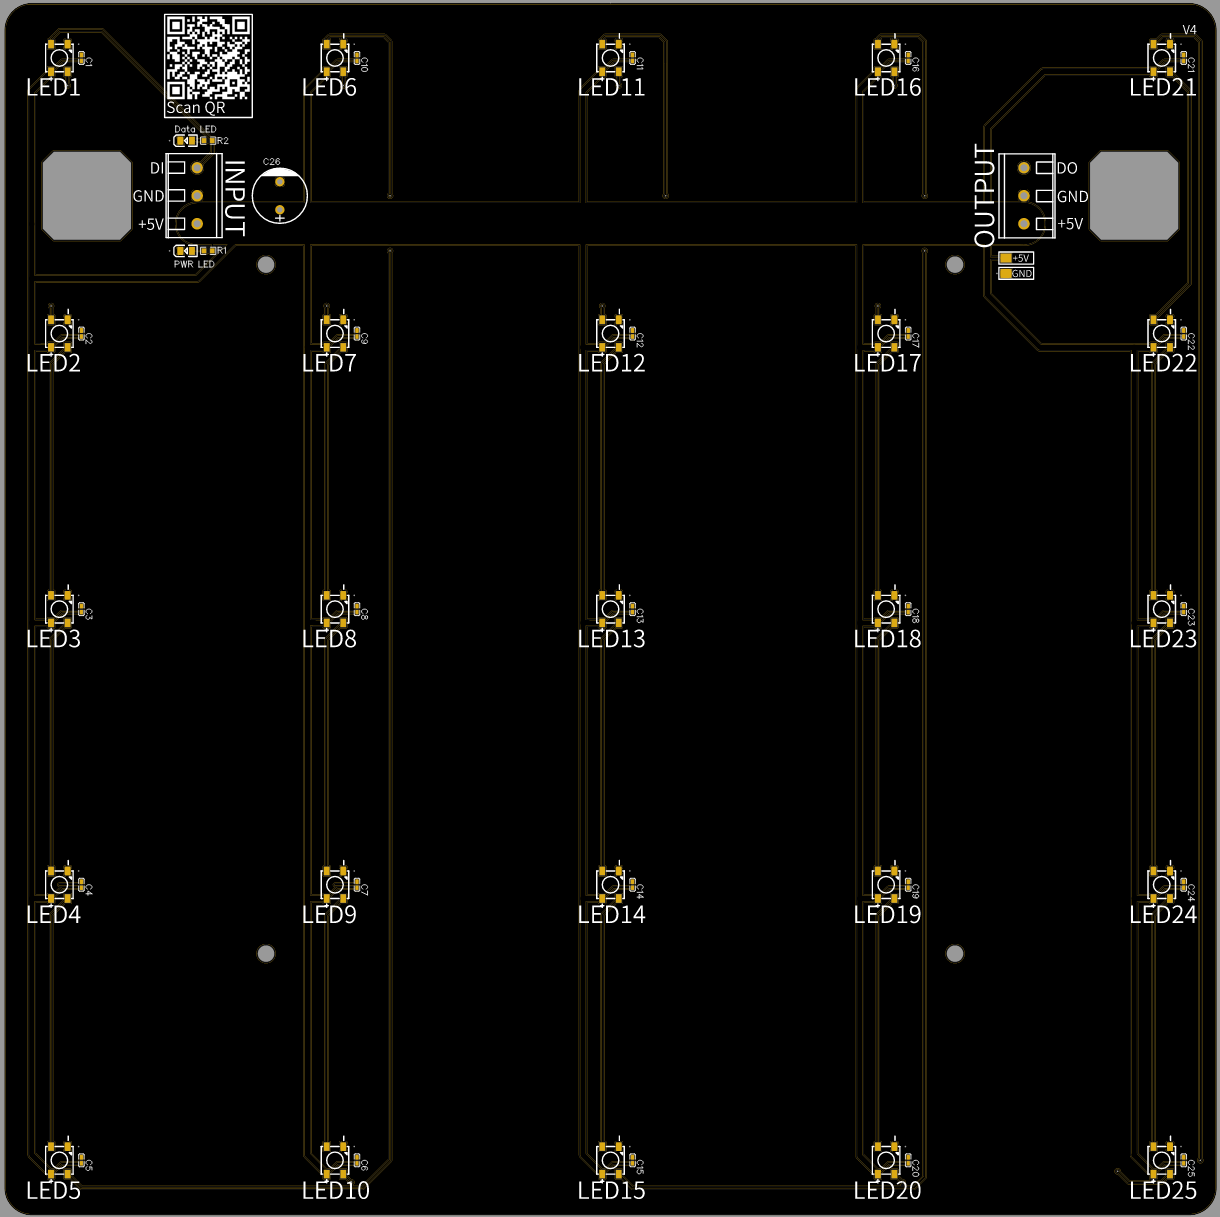 V4
C1
C10
C11
C16
C21
LED1
LED6
LED11
LED16
LED21
Scan QR
Data LED
R2
C26
DI
GND
+5V
INPUT
+
R1
PWR LED
OUTPUT
DO
GND
+5V
+5V
GND
C2
C9
C12
C17
C22
LED2
LED7
LED12
LED17
LED22
C3
C8
C13
C18
C23
LED3
LED8
LED13
LED18
LED23
C4
C7
C14
C19
C24
LED4
LED9
LED14
LED19
LED24
C5
C6
C15
C20
C25
LED5
LED10
LED15
LED20
LED25